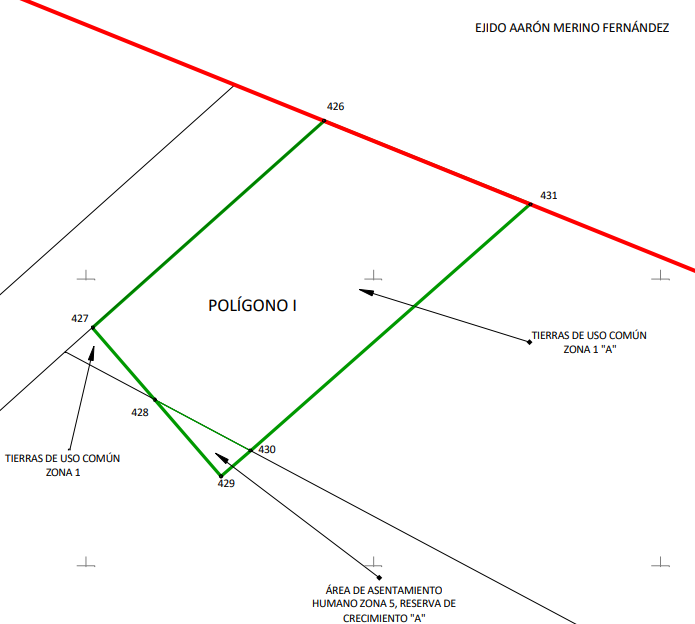 EJIDO AARÓN MERINO FERNÁNDEZ
426
431
POLÍGONO I
427
TIERRAS DE USO COMÚN
ZONA 1 "A"
428
430
TIERRAS DE USO COMÚN
ZONA 1
429
ÁREA DE ASENTAMIENTO
HUMANO ZONA 5, RESERVA DE
CRECIMIENTO "A"